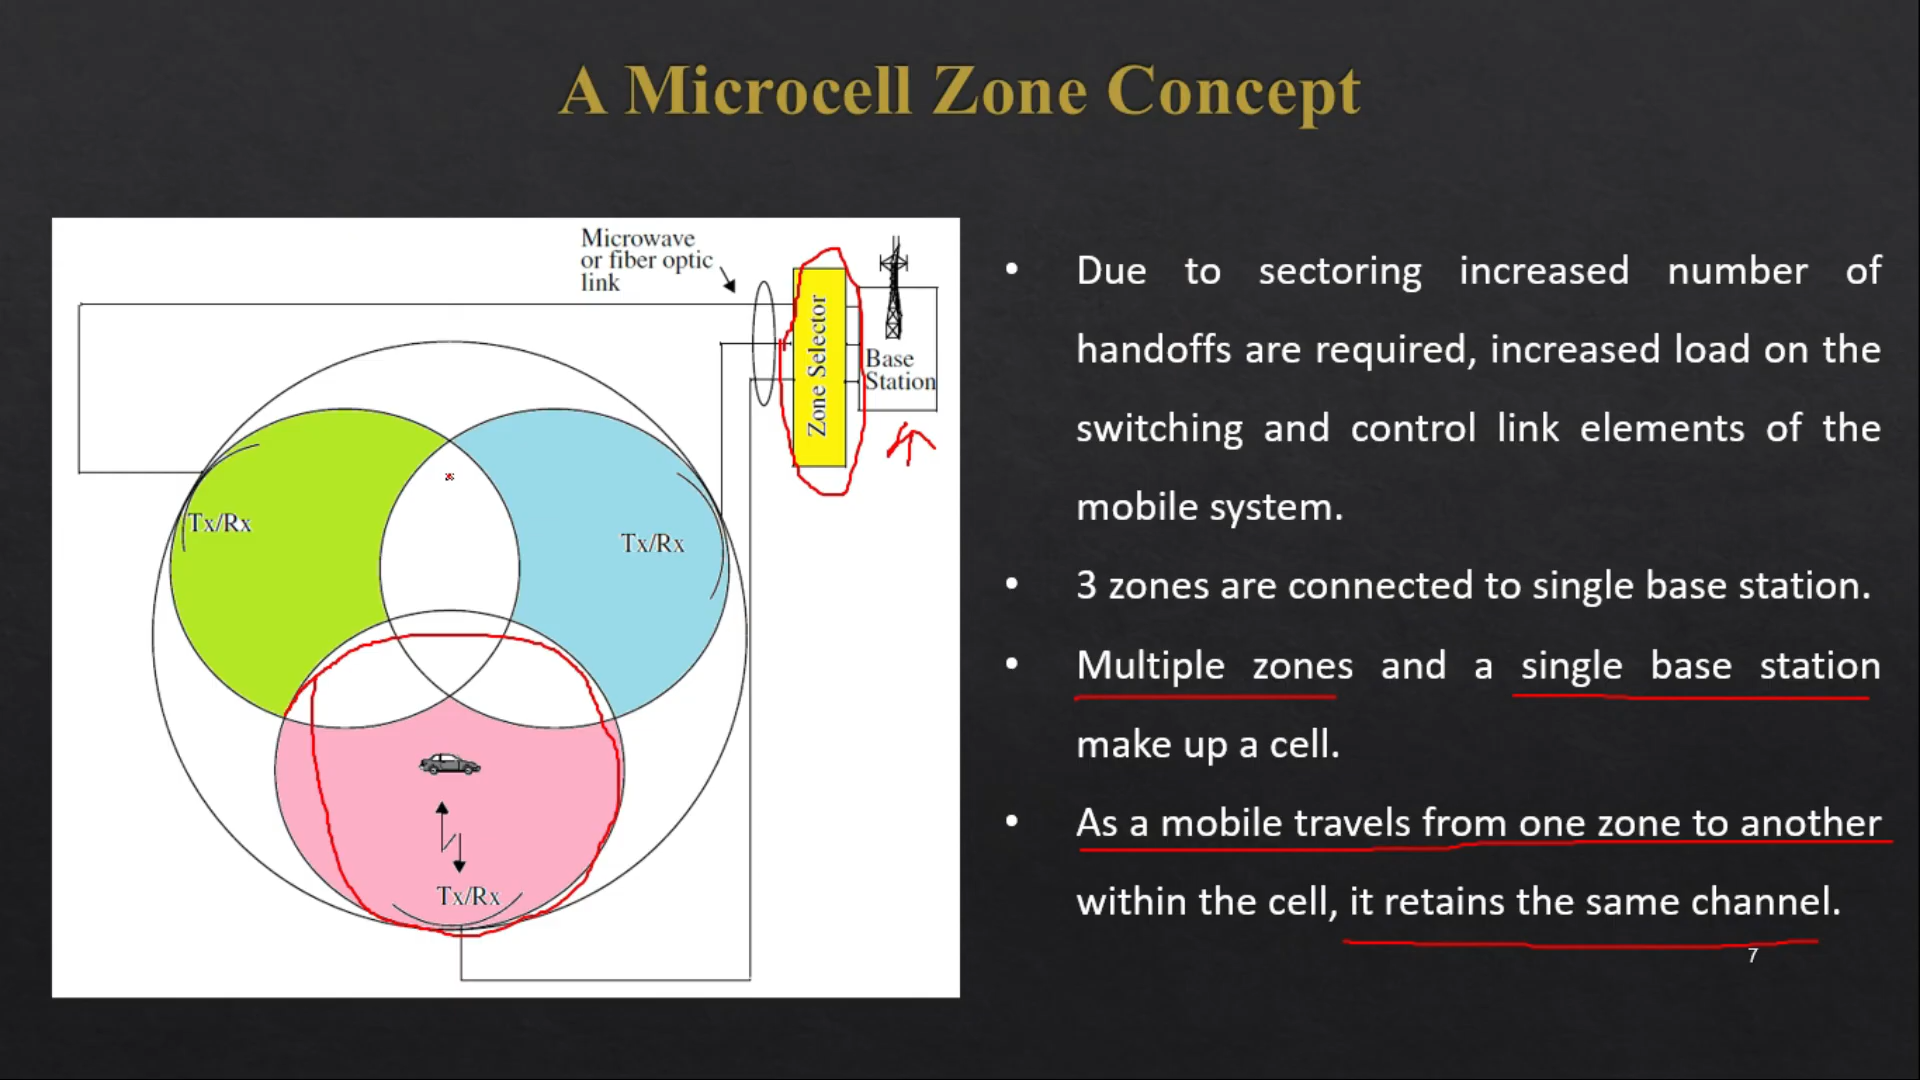 A Microcell Zone Concept
Microwave
or fiber optic
link
Zone Selector
Base
Station
Tx/Rx
Tx/Rx
Tx/Rx
• Due to sectoring increased number of
handoffs are required, increased load on the
switching and control link elements of the
mobile system.
• 3 zones are connected to single base station.
• Multiple zones and a single base station
make up a cell.
• As a mobile travels from one zone to another
within the cell, it retains the same channel.
7